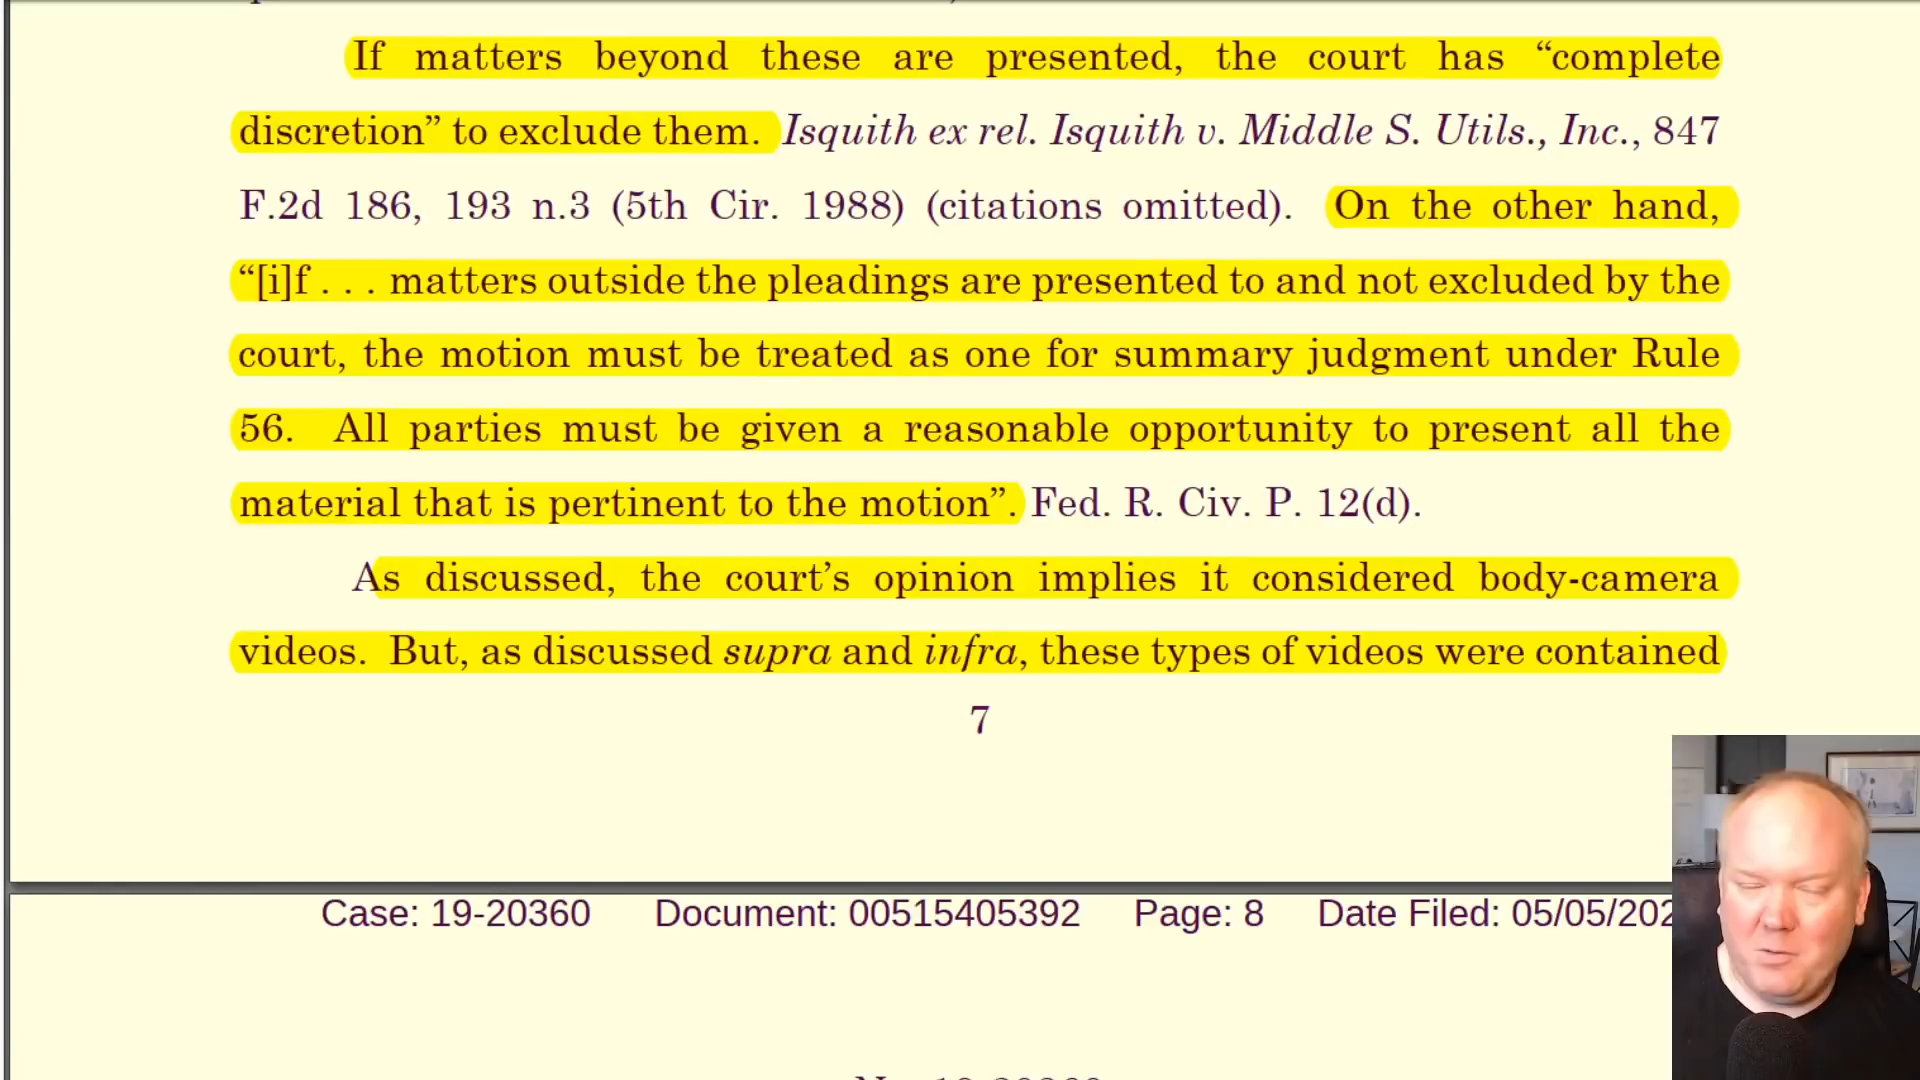 If matters beyond these are presented, the court has “complete
discretion” to exclude them. Isquith ex rel. Isquith v. Middle S. Utils., Inc., 847
F.2d 186, 193 n.3 (5th Cir. 1988) (citations omitted). On the other hand,
“[i]f . . . matters outside the pleadings are presented to and not excluded by the
court, the motion must be treated as one for summary judgment under Rule
56. All parties must be given a reasonable opportunity to present all the
material that is pertinent to the motion”. Fed. R. Civ. P. 12(d).
As discussed, the court’s opinion implies it considered body-camera
videos. But, as discussed supra and infra, these types of videos were contained
7
Case: 19-20360 Document: 00515405392 Page: 8 Date Filed: 05/05/202